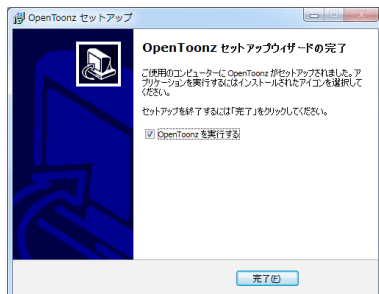 OpenToonz セットアップ
OpenToonz セットアップウィザードの完了
ご使用のコンピューターに OpenToonz がセットアップされました。ア
プリケーションを実行するにはインストールされたアイコンを選択して
ください。
セットアップを終了するには「完了」をクリックしてください。
OpenToonz を実行する
完了(F)